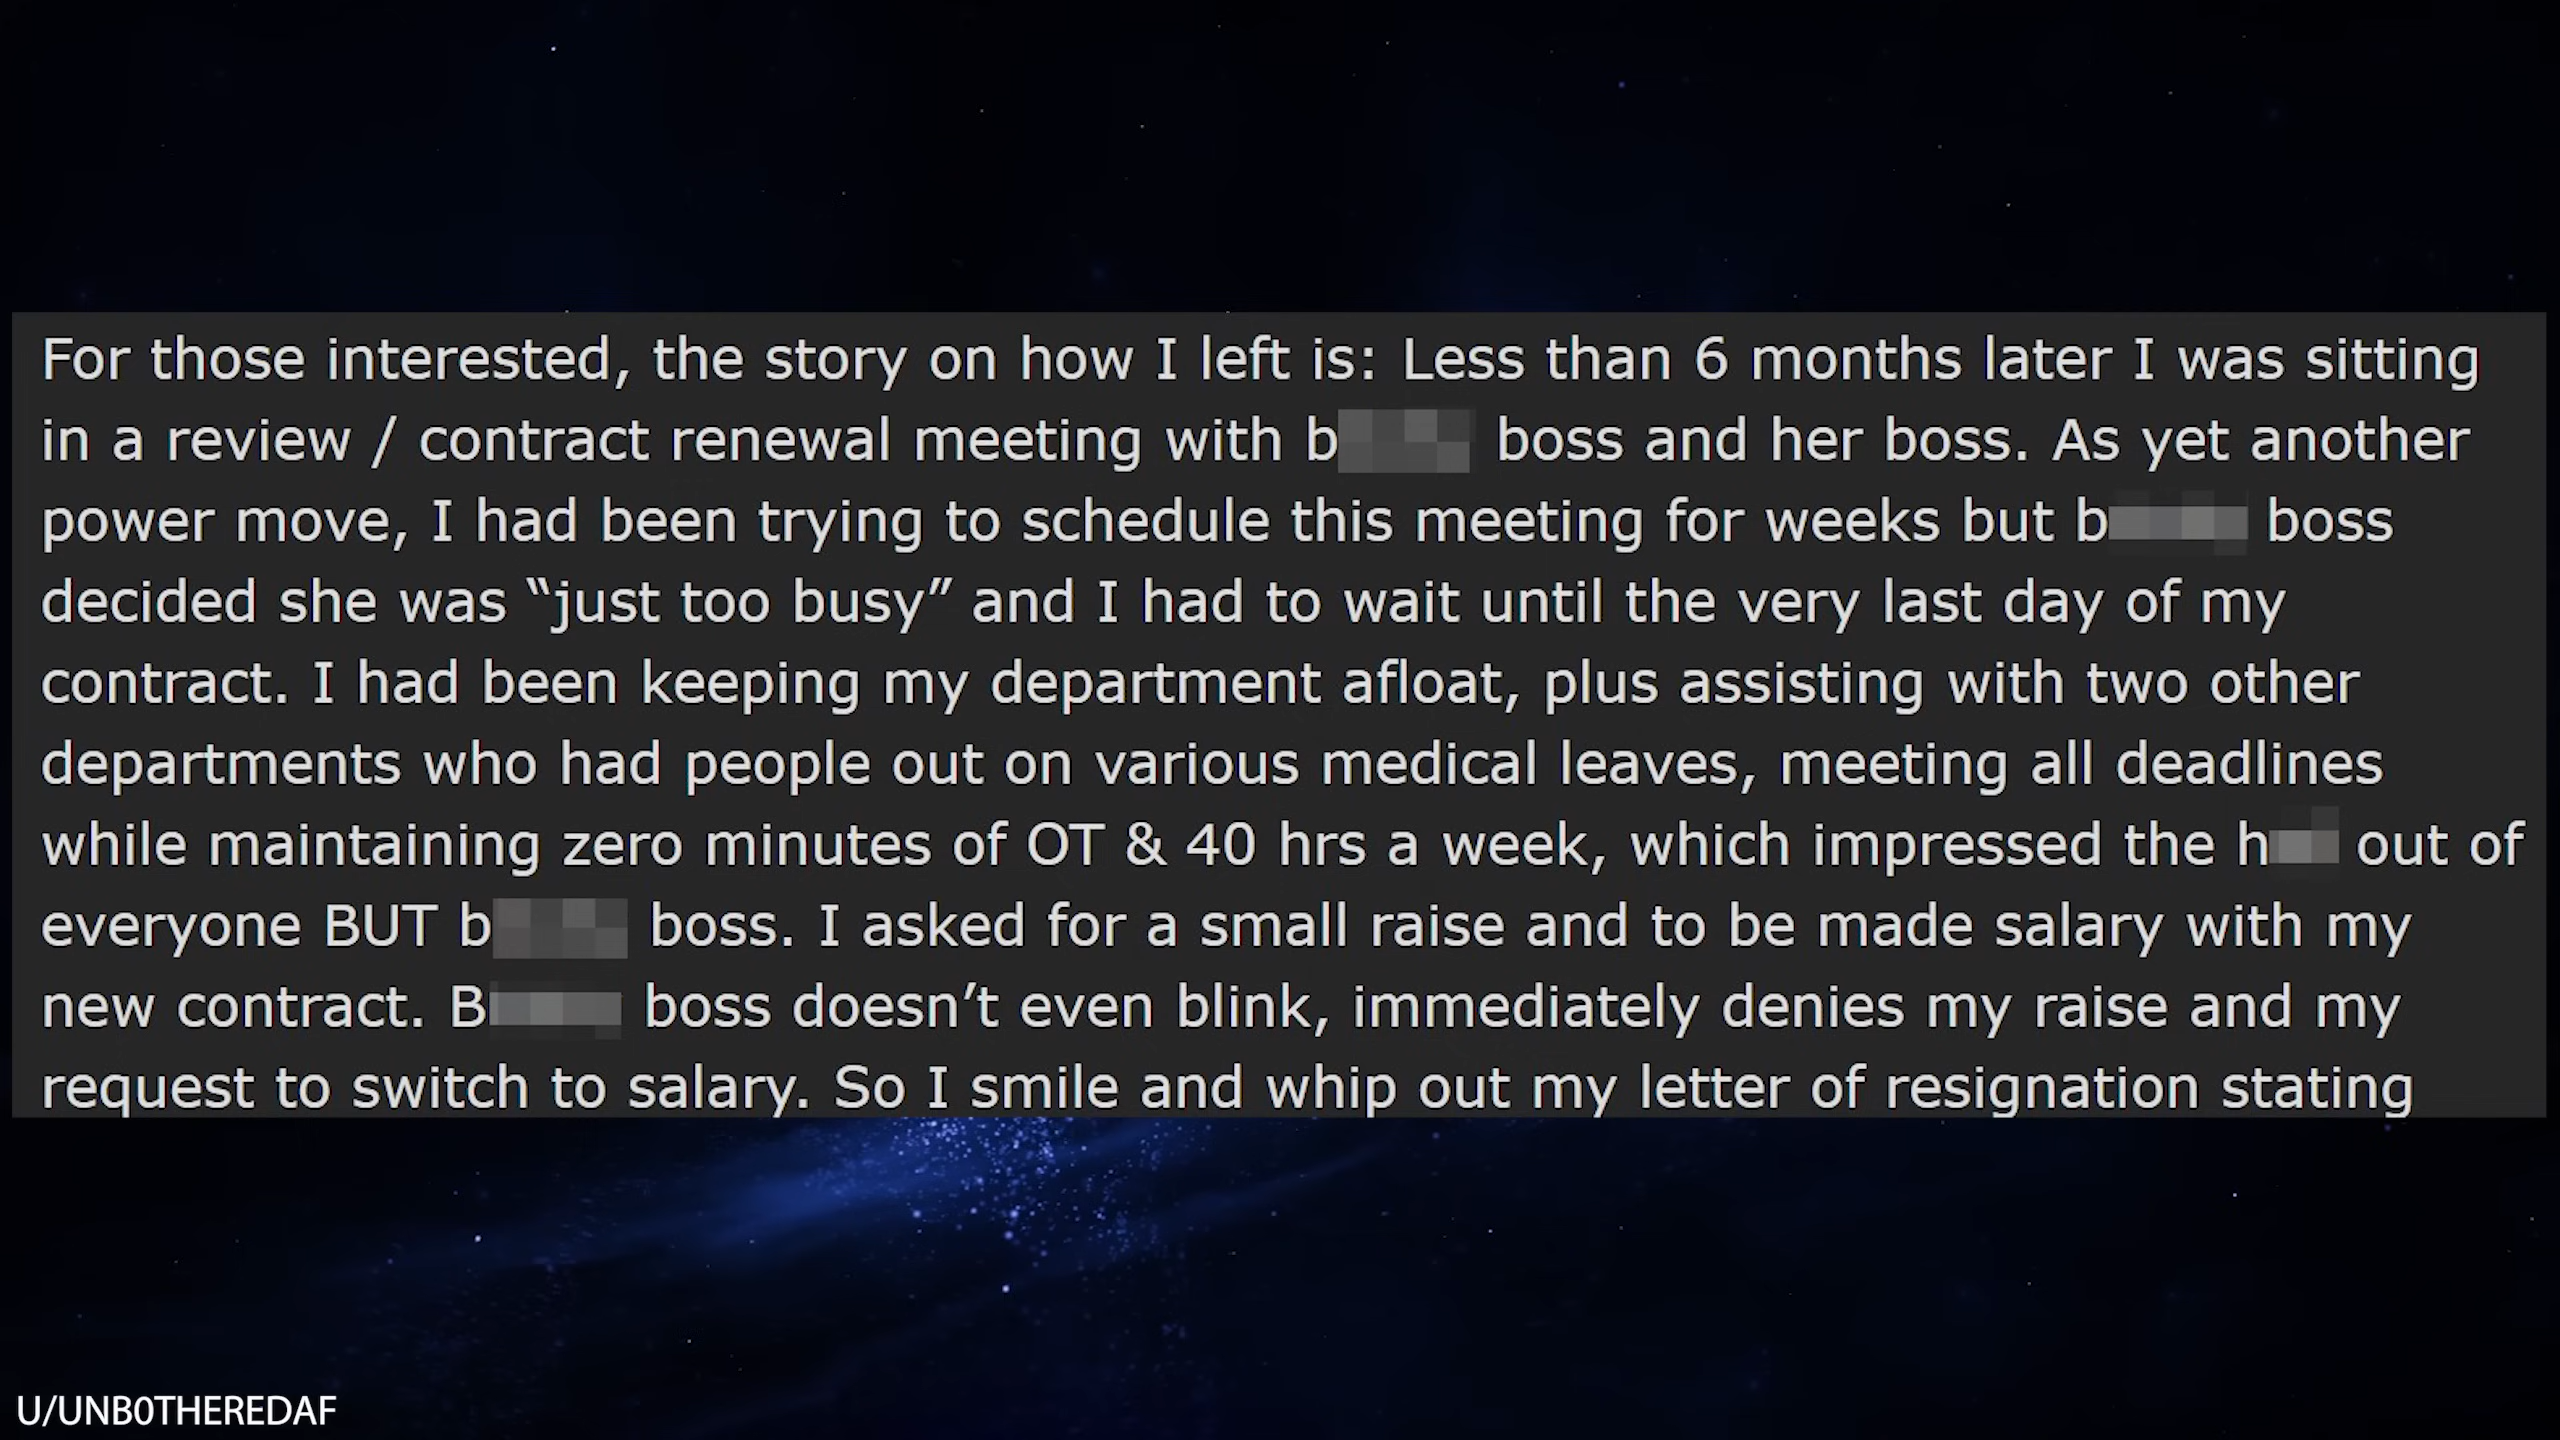 For those interested, the story on how I left is: Less than 6 months later I was sitting
in a review / contract renewal meeting with b boss and her boss. As yet another
power move, I had been trying to schedule this meeting for weeks but b boss
decided she was “just too busy” and I had to wait until the very last day of my
contract. I had been keeping my department afloat, plus assisting with two other
departments who had people out on various medical leaves, meeting all deadlines
while maintaining zero minutes of OT & 40 hrs a week, which impressed the h out of
everyone BUT b boss. I asked for a small raise and to be made salary with my
new contract. B boss doesn’t even blink, immediately denies my raise and my
request to switch to salary. So I smile and whip out my letter of resignation stating
U/UNB0THEREDAF